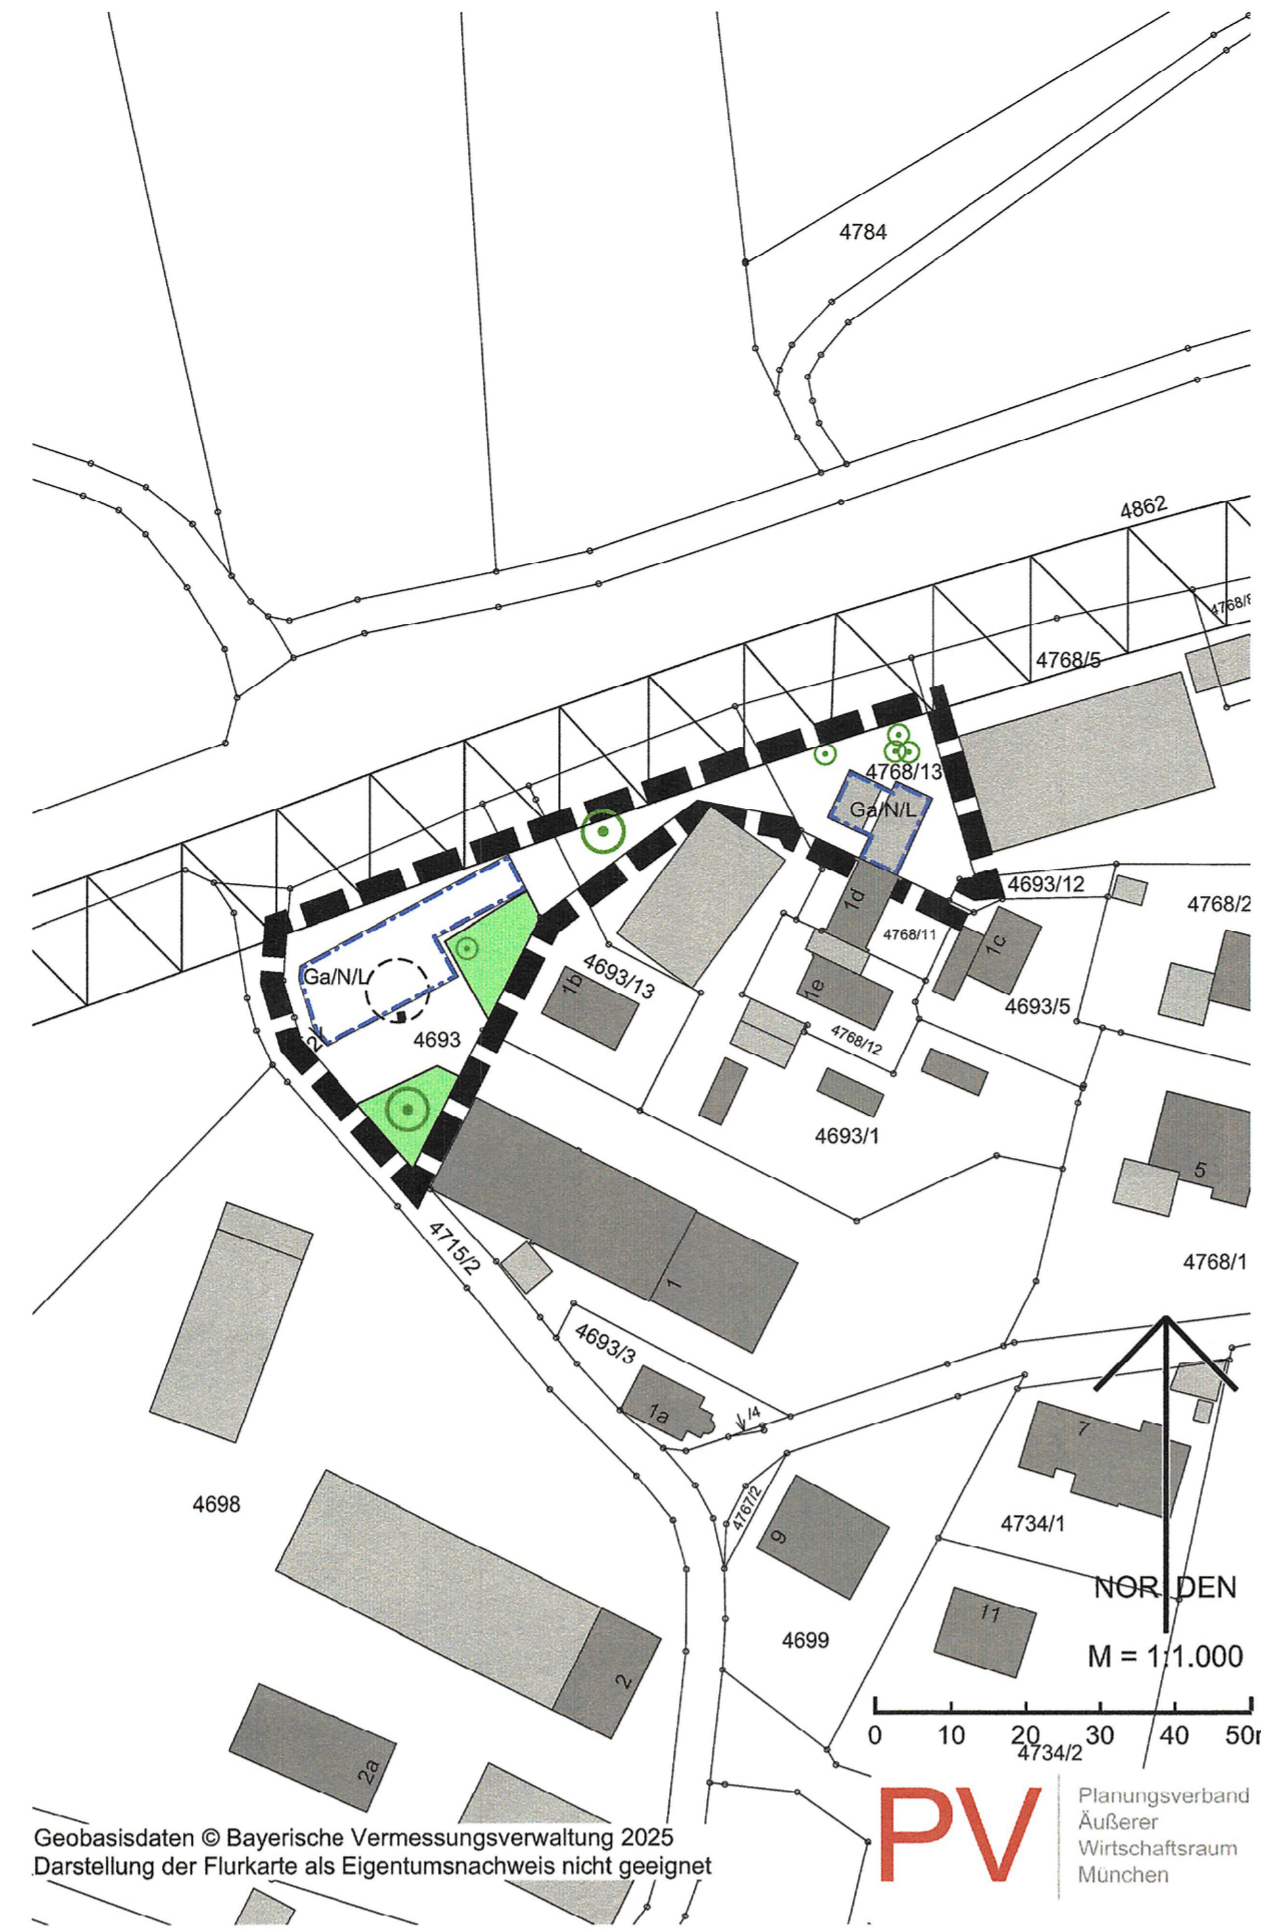 4784
4862
4768/8
4768/5
4768/13
Ga/N/L
4693/12
4768/2
1d
4768/11
1c
4693/13
1b
1e
4693/5
Ga/N/L
4693
4768/12
4693/1
5
4715/2
4768/1
1
4693/3
1a
/4
7
4767/2
4698
9
4734/1
NORDEN
11
4699
M = 1:1.000
2
0 10 20 30 40 50m
4734/2
2a
PV
Planungsverband
Äußerer
Wirtschaftsraum
München
Geobasisdaten © Bayerische Vermessungsverwaltung 2025
Darstellung der Flurkarte als Eigentumsnachweis nicht geeignet